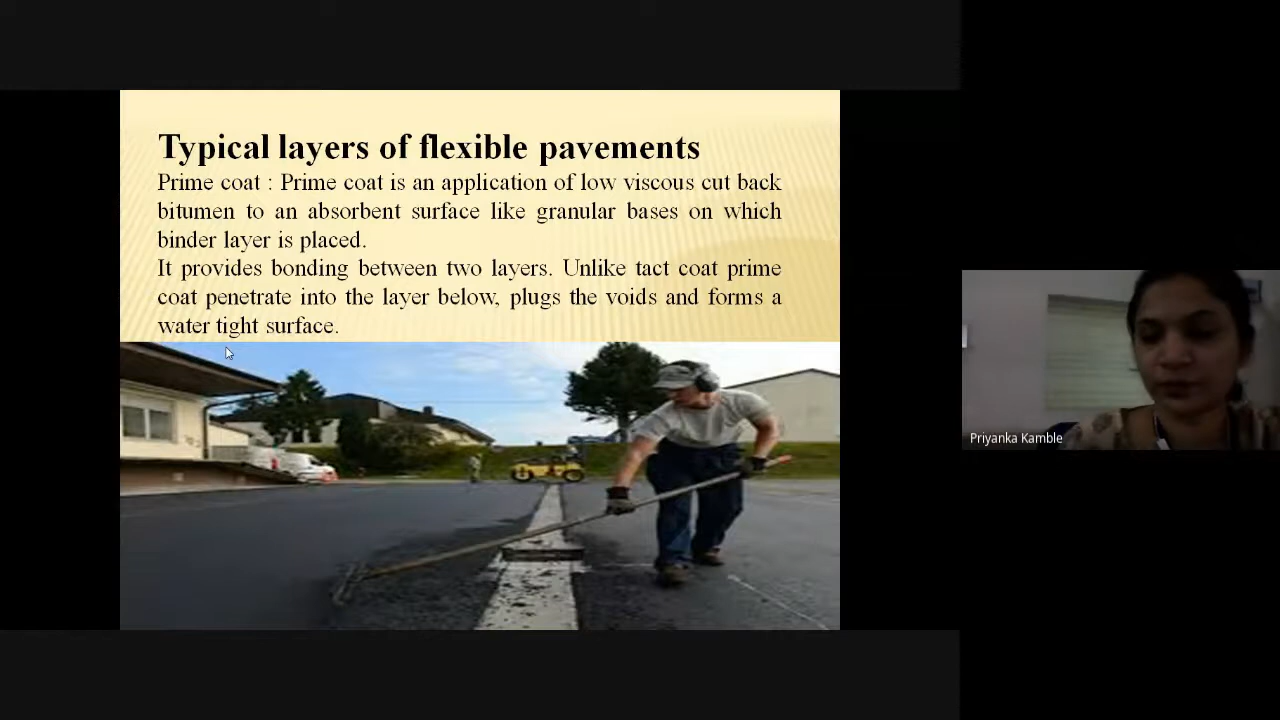 Typical layers of flexible pavements
Prime coat : Prime coat is an application of low viscous cut back
bitumen to an absorbent surface like granular bases on which
binder layer is placed.
It provides bonding between two layers. Unlike tact coat prime
coat penetrate into the layer below, plugs the voids and forms a
water tight surface.
Priyanka Kamble